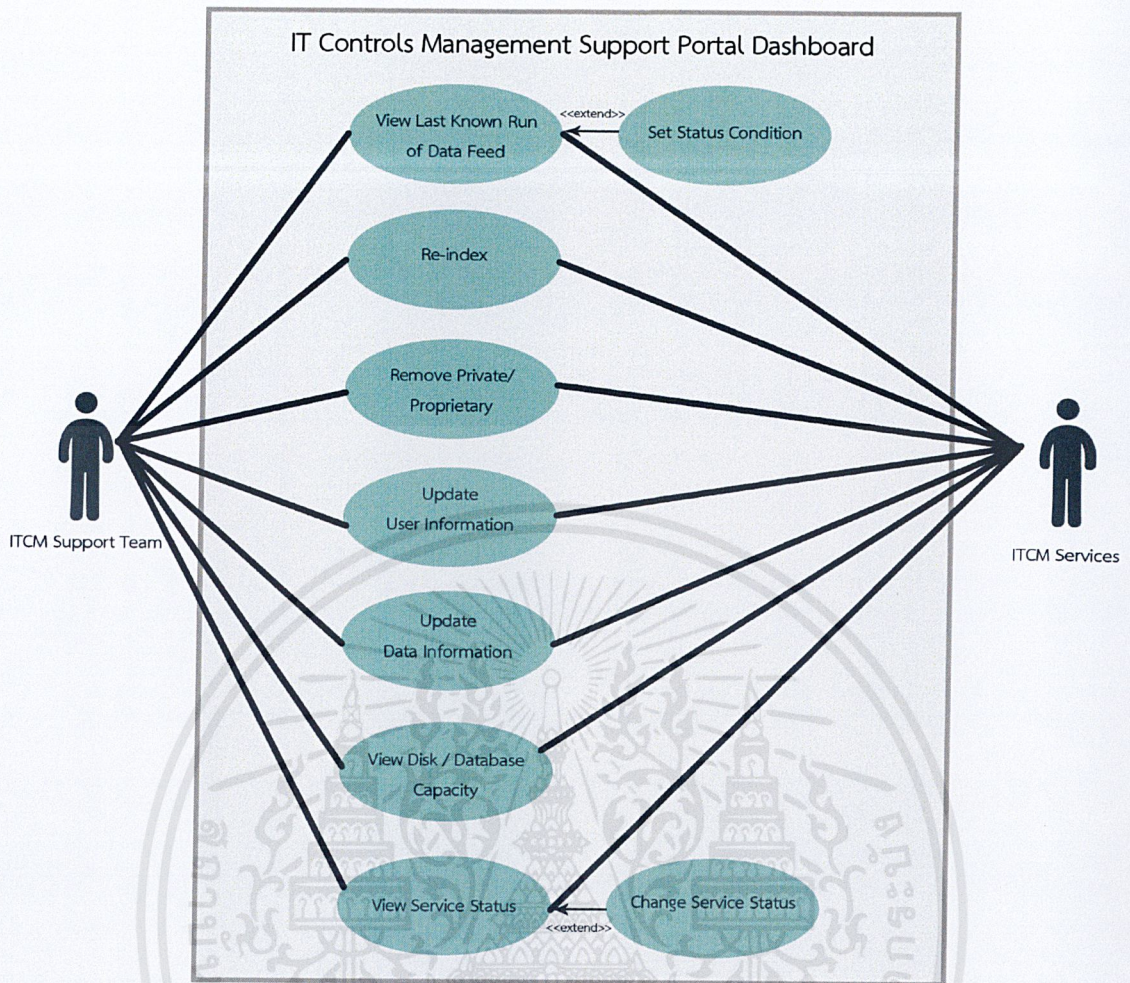 IT Controls Management Support Portal Dashboard
View Last Known Run
of Data Feed
<<extend>>
Set Status Condition
Re-index
Remove Private/
Proprietary
Update
User Information
ITCM Support Team
ITCM Services
Update
Data Information
View Disk / Database
Capacity
View Service Status
<<extend>>
Change Service Status